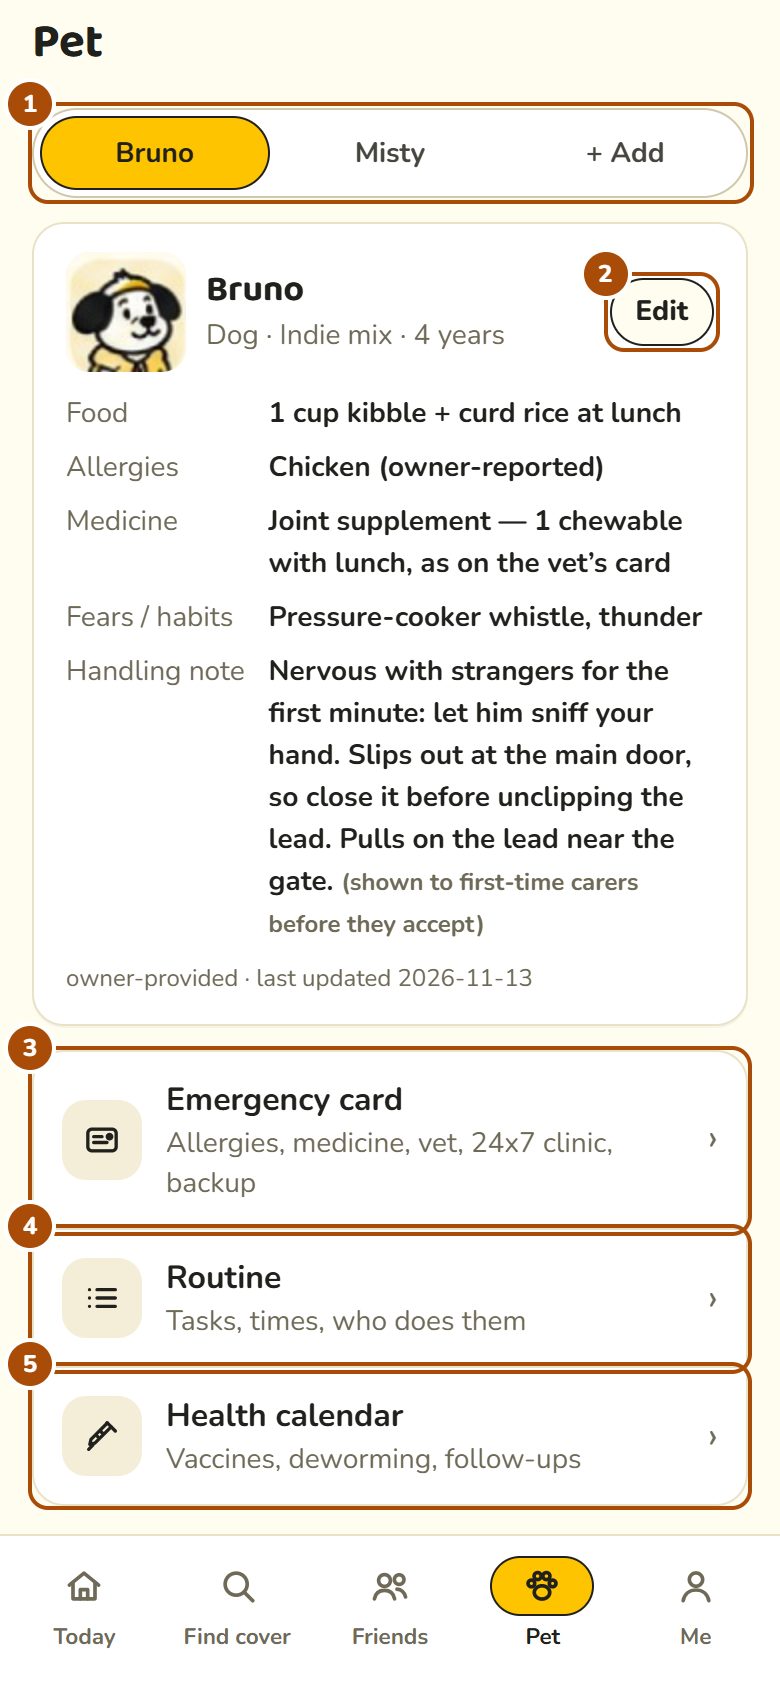 Pet
1
Bruno
Misty
+ Add
Bruno
2
Edit
Dog · Indie mix · 4 years
Food
1 cup kibble + curd rice at lunch
Allergies
Chicken (owner-reported)
Medicine
Joint supplement — 1 chewable
with lunch, as on the vet’s card
Fears / habits
Pressure-cooker whistle, thunder
Handling note
Nervous with strangers for the
first minute: let him sniff your
hand. Slips out at the main door,
so close it before unclipping the
lead. Pulls on the lead near the
gate. (shown to first-time carers
before they accept)
owner-provided · last updated 2026-11-13
3
Emergency card
Allergies, medicine, vet, 24x7 clinic,
backup
›
4
Routine
Tasks, times, who does them
›
5
Health calendar
Vaccines, deworming, follow-ups
›
Today
Find cover
Friends
Pet
Me